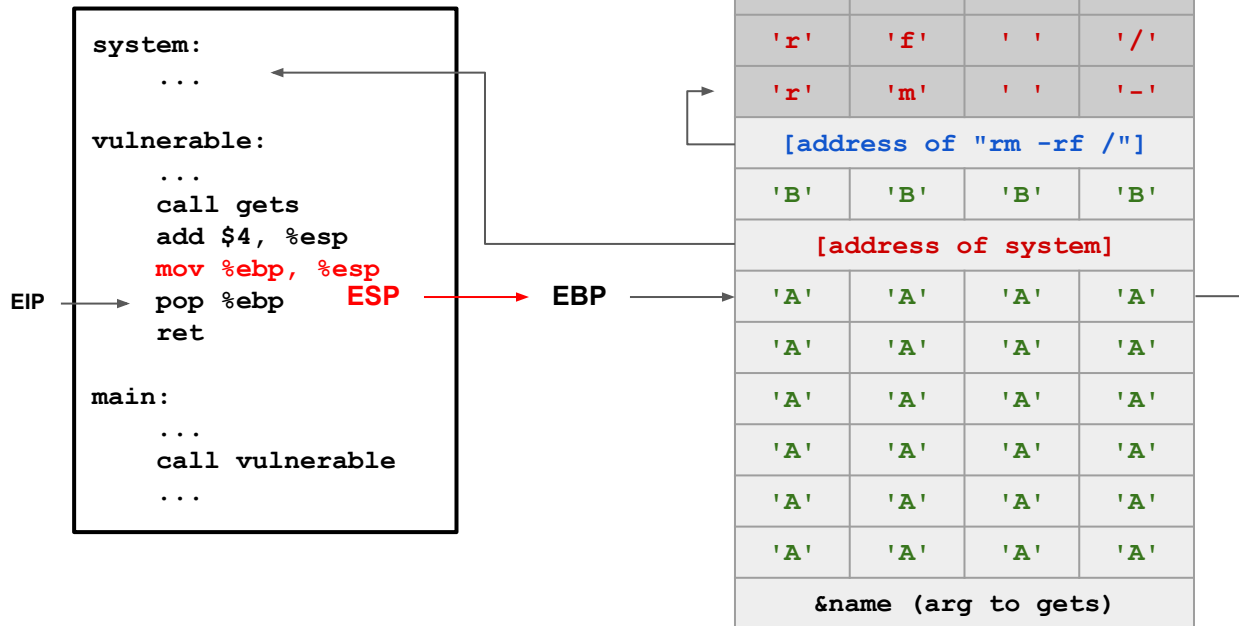 system:
...
vulnerable:
...
call gets
add $4, %esp
mov %ebp, %esp
pop %ebp
ret
main:
...
call vulnerable
...
EIP
ESP
EBP
'r' 'f' ' ' '/'
'r' 'm' ' ' '-'
[address of "rm -rf /"]
'B' 'B' 'B' 'B'
[address of system]
'A' 'A' 'A' 'A'
'A' 'A' 'A' 'A'
'A' 'A' 'A' 'A'
'A' 'A' 'A' 'A'
'A' 'A' 'A' 'A'
'A' 'A' 'A' 'A'
&name (arg to gets)